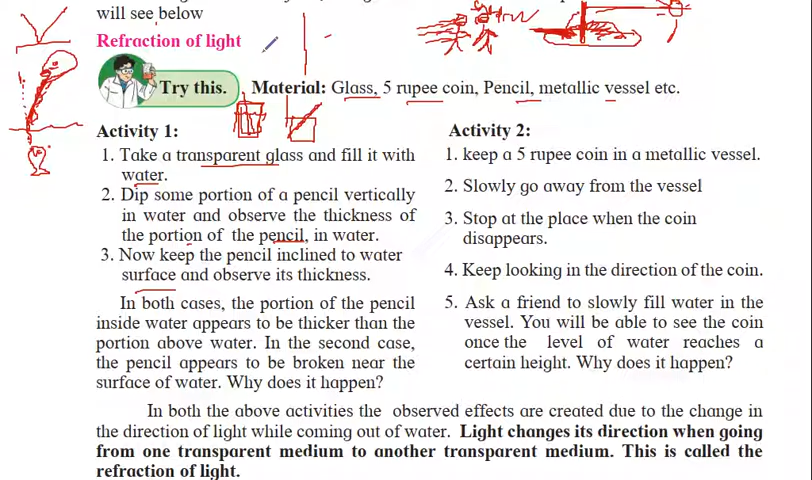 will see below
Refraction of light
Try this.
Material: Glass, 5 rupee coin, Pencil, metallic vessel etc.
Activity 1:
1. Take a transparent glass and fill it with
water.
2. Dip some portion of a pencil vertically
in water and observe the thickness of
the portion of the pencil, in water.
3. Now keep the pencil inclined to water
surface and observe its thickness.
In both cases, the portion of the pencil
inside water appears to be thicker than the
portion above water. In the second case,
the pencil appears to be broken near the
surface of water. Why does it happen?
Activity 2:
1. keep a 5 rupee coin in a metallic vessel.
2. Slowly go away from the vessel
3. Stop at the place when the coin
disappears.
4. Keep looking in the direction of the coin.
5. Ask a friend to slowly fill water in the
vessel. You will be able to see the coin
once the level of water reaches a
certain height. Why does it happen?
In both the above activities the observed effects are created due to the change in
the direction of light while coming out of water. Light changes its direction when going
from one transparent medium to another transparent medium. This is called the
refraction of light.